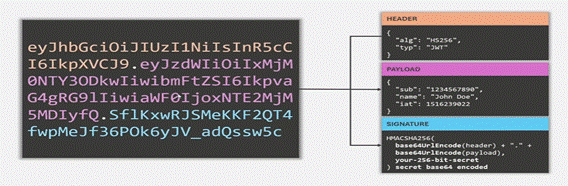 eyJhbGciOiJIUzI1NiIsInR5cC
I6IkpXVCJ9.eyJzdWIiOiIxMjM
0NTY3ODkwIiwibmFtZSI6Ikpva
G4gRG9lIiwiaWF0IjoxNTE2MjM
5MDIyfQ.SflKxwRJSMeKKF2QT4
fwpMeJf36POk6yJV_adQssw5c
HEADER
{
"alg": "HS256",
"typ": "JWT"
}
PAYLOAD
{
"sub": "1234567890",
"name": "John Doe",
"iat": 1516239022
}
SIGNATURE
HMACSHA256(
base64UrlEncode(header) + "." +
base64UrlEncode(payload),
your-256-bit-secret
) secret base64 encoded